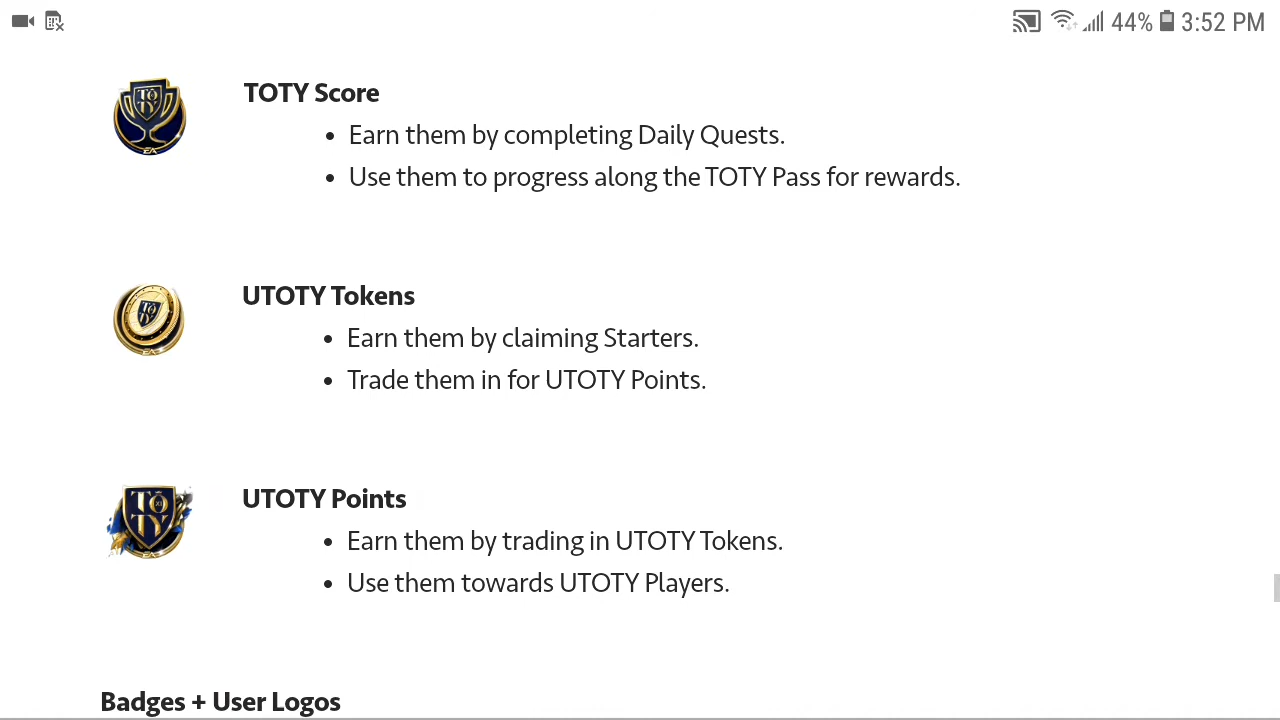 44% 3:52 PM
TOTY Score
• Earn them by completing Daily Quests.
• Use them to progress along the TOTY Pass for rewards.
UTOTY Tokens
• Earn them by claiming Starters.
• Trade them in for UTOTY Points.
TO
TY
UTOTY Points
• Earn them by trading in UTOTY Tokens.
• Use them towards UTOTY Players.
Badges + User Logos